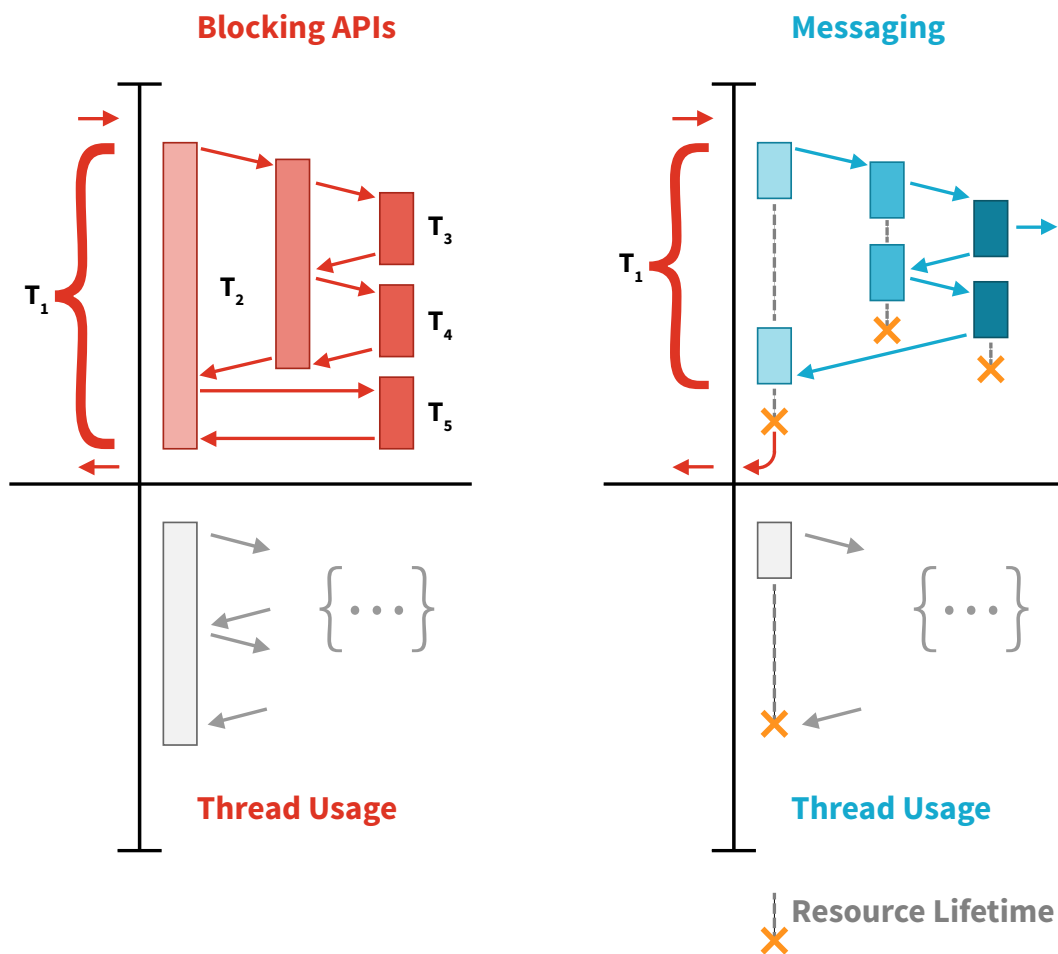 Blocking APIs
Messaging
T3
T1
T2
T1
T4
T5
{ • • • }
{ • • • }
Thread Usage
Thread Usage
Resource Lifetime